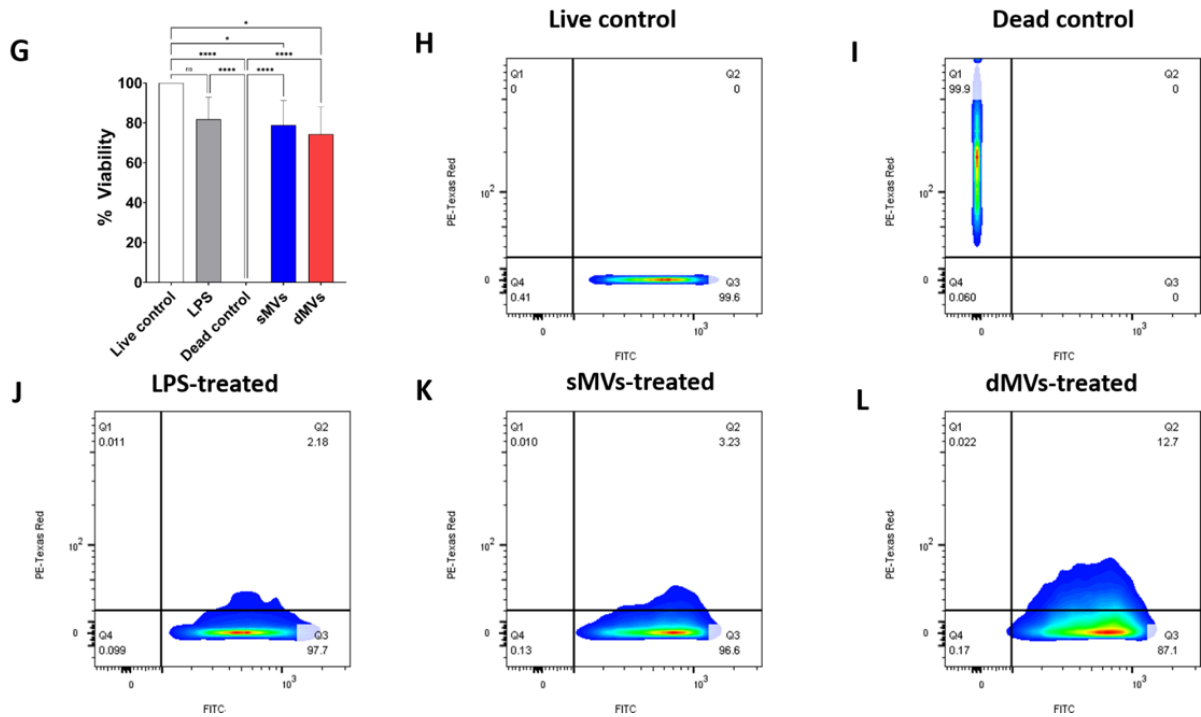 G
*
*
****
****
ns
****
****
100
80
60
40
20
0
% Viability
Live control
LPS
Dead control
sMVs
dMVs
H
Live control
Q1
0
Q2
0
PE-Texas Red
10²
0
Q4
0.41
Q3
99.6
0
10³
FITC
I
Dead control
Q1
99.9
Q2
0
PE-Texas Red
10²
0
Q4
0.060
Q3
0
0
10³
FITC
J
LPS-treated
Q1
0.011
Q2
2.18
PE-Texas Red
10²
0
Q4
0.099
Q3
97.7
0
10³
FITC
K
sMVs-treated
Q1
0.010
Q2
3.23
PE-Texas Red
10²
0
Q4
0.13
Q3
96.6
0
10³
FITC
L
dMVs-treated
Q1
0.022
Q2
12.7
PE-Texas Red
10²
0
Q4
0.17
Q3
87.1
0
10³
FITC